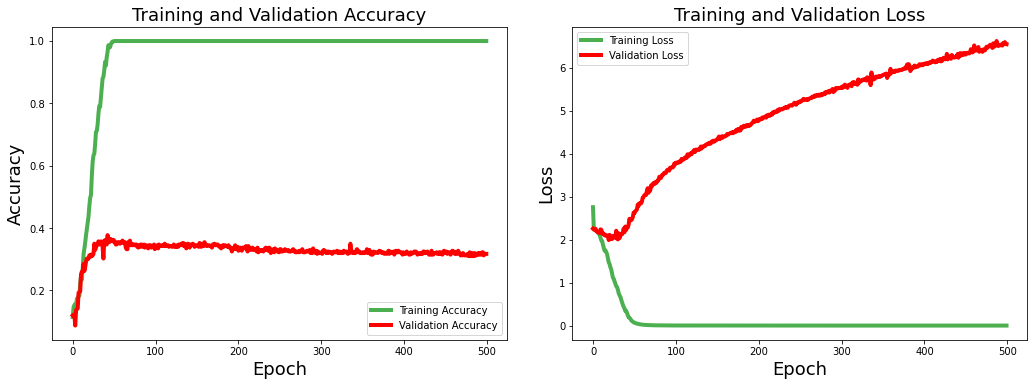 Training and Validation Accuracy
1.0
0.8
0.6
0.4
0.2
Accuracy
Training Accuracy
Validation Accuracy
0 100 200 300 400 500
Epoch
Training and Validation Loss
Training Loss
Validation Loss
6
5
4
3
2
1
0
Loss
0 100 200 300 400 500
Epoch